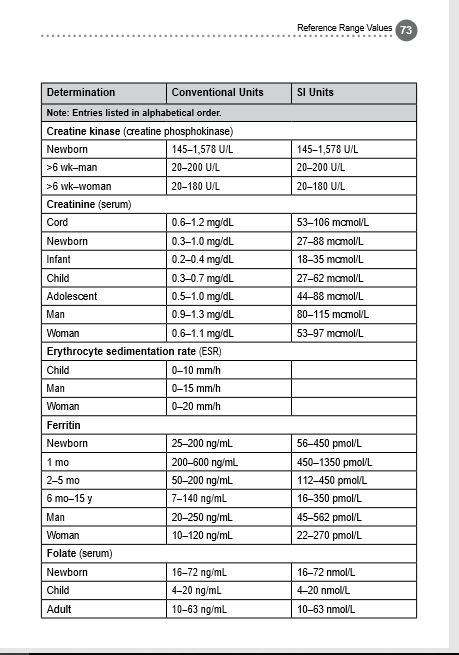 Reference Range Values 73
Determination Conventional Units SI Units
Note: Entries listed in alphabetical order.
Creatine kinase (creatine phosphokinase)
Newborn 145–1,578 U/L 145–1,578 U/L
>6 wk–man 20–200 U/L 20–200 U/L
>6 wk–woman 20–180 U/L 20–180 U/L
Creatinine (serum)
Cord 0.6–1.2 mg/dL 53–106 mcmol/L
Newborn 0.3–1.0 mg/dL 27–88 mcmol/L
Infant 0.2–0.4 mg/dL 18–35 mcmol/L
Child 0.3–0.7 mg/dL 27–62 mcmol/L
Adolescent 0.5–1.0 mg/dL 44–88 mcmol/L
Man 0.9–1.3 mg/dL 80–115 mcmol/L
Woman 0.6–1.1 mg/dL 53–97 mcmol/L
Erythrocyte sedimentation rate (ESR)
Child 0–10 mm/h
Man 0–15 mm/h
Woman 0–20 mm/h
Ferritin
Newborn 25–200 ng/mL 56–450 pmol/L
1 mo 200–600 ng/mL 450–1350 pmol/L
2–5 mo 50–200 ng/mL 112–450 pmol/L
6 mo–15 y 7–140 ng/mL 16–350 pmol/L
Man 20–250 ng/mL 45–562 pmol/L
Woman 10–120 ng/mL 22–270 pmol/L
Folate (serum)
Newborn 16–72 ng/mL 16–72 nmol/L
Child 4–20 ng/mL 4–20 nmol/L
Adult 10–63 ng/mL 10–63 nmol/L